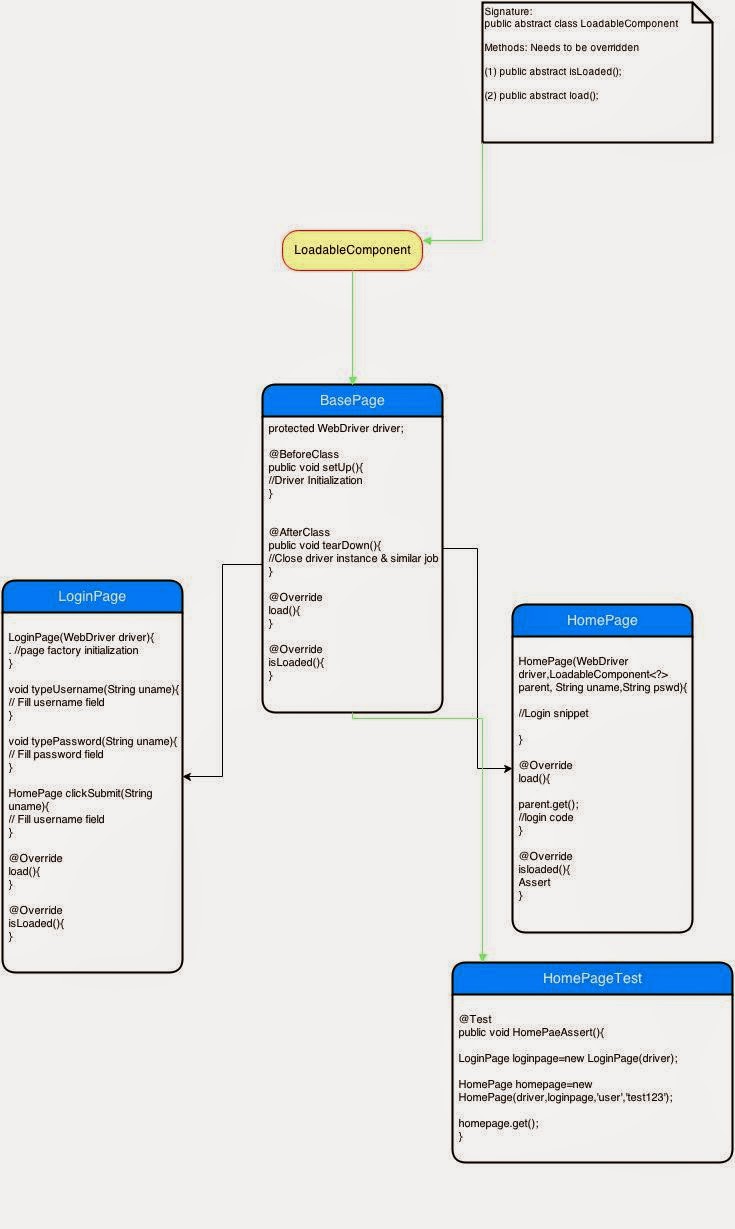 Signature:
public abstract class LoadableComponent
Methods: Needs to be overridden
(1) public abstract isLoaded();
(2) public abstract load();
LoadableComponent
BasePage
protected WebDriver driver;
@BeforeClass
public void setUp(){
//Driver Initialization
}
@AfterClass
public void tearDown(){
//Close driver instance & similar job
}
@Override
load(){
}
@Override
isLoaded(){
}
LoginPage
LoginPage(WebDriver driver){
. //page factory initialization
}
void typeUsername(String uname){
// Fill username field
}
void typePassword(String uname){
// Fill password field
}
HomePage clickSubmit(String
uname){
// Fill username field
}
@Override
load(){
}
@Override
isLoaded(){
}
HomePage
HomePage(WebDriver
driver,LoadableComponent<?>
parent, String uname,String pswd){
//Login snippet
}
@Override
load(){
parent.get();
//login code
}
@Override
isloaded(){
Assert
}
HomePageTest
@Test
public void HomePaeAssert(){
LoginPage loginpage=new LoginPage(driver);
HomePage homepage=new
HomePage(driver,loginpage,'user','test123');
homepage.get();
}